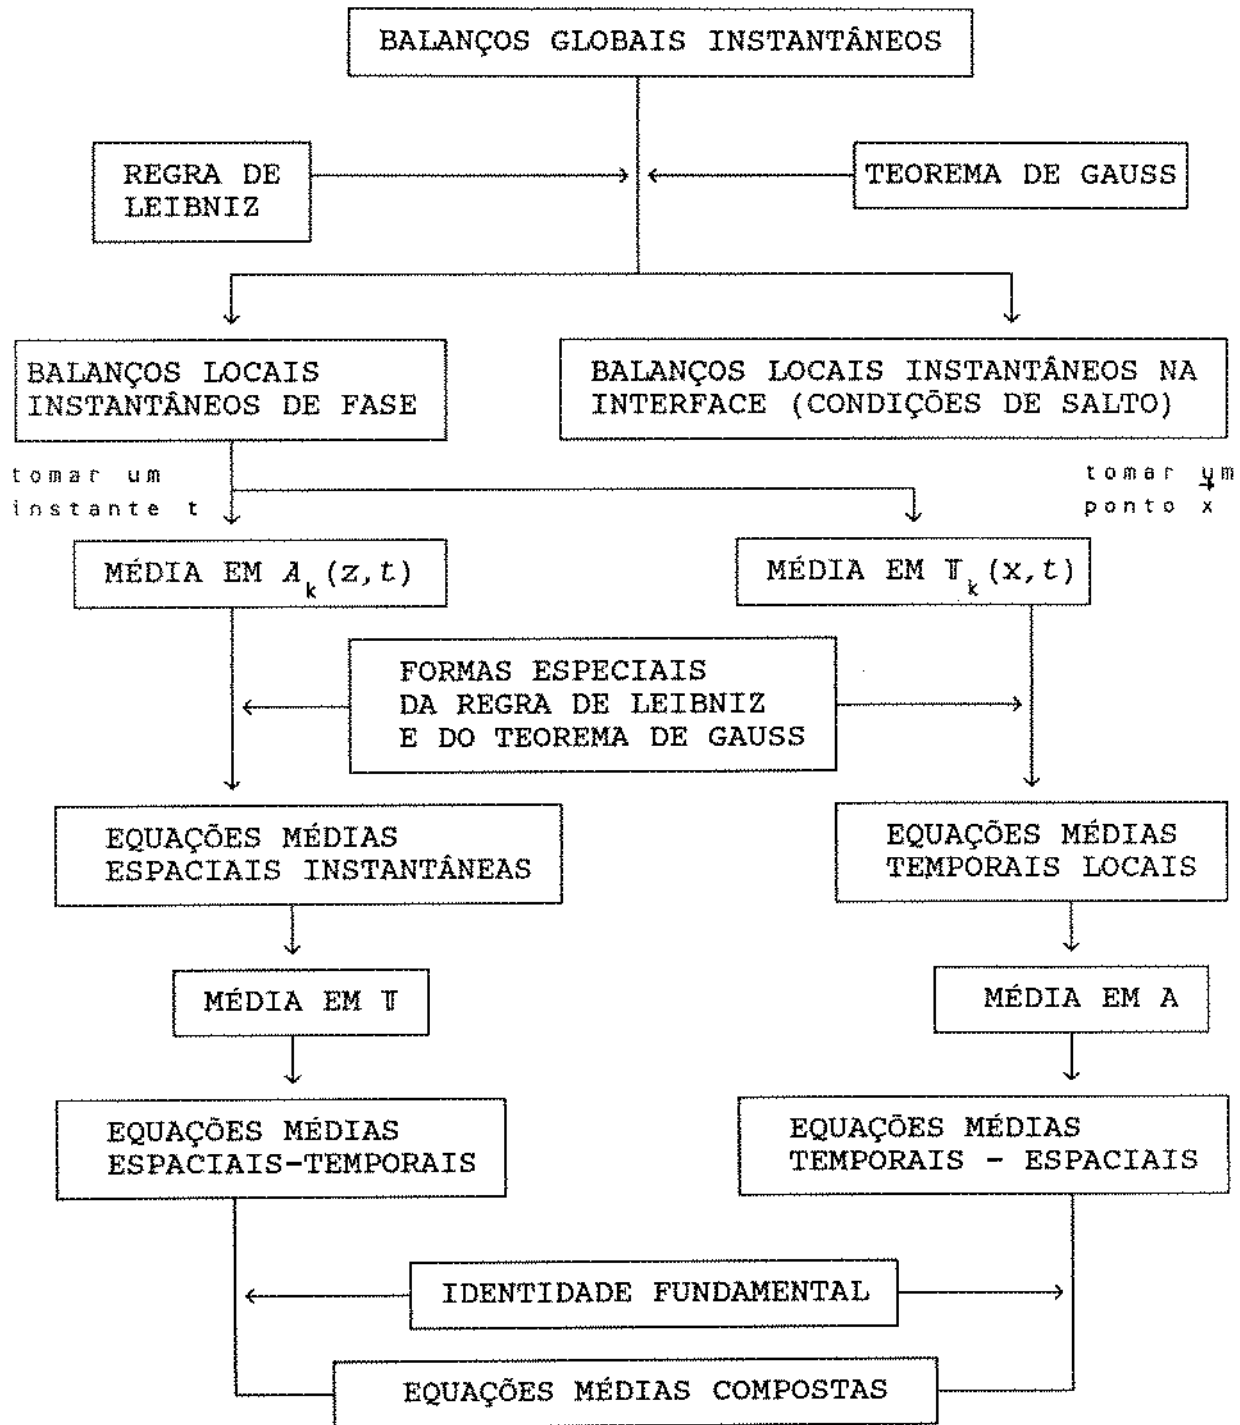 BALANÇOS GLOBAIS INSTANTÂNEOS
REGRA DE
LEIBNIZ
TEOREMA DE GAUSS
BALANÇOS LOCAIS
INSTANTÂNEOS DE FASE
BALANÇOS LOCAIS INSTANTÂNEOS NA
INTERFACE (CONDIÇÕES DE SALTO)
tomar um
instante t
tomar um
ponto x⃗
MÉDIA EM A_k(z,t)
MÉDIA EM 𝕋_k(x,t)
FORMAS ESPECIAIS
DA REGRA DE LEIBNIZ
E DO TEOREMA DE GAUSS
EQUAÇÕES MÉDIAS
ESPACIAIS INSTANTÂNEAS
EQUAÇÕES MÉDIAS
TEMPORAIS LOCAIS
MÉDIA EM 𝕋
MÉDIA EM A
EQUAÇÕES MÉDIAS
ESPACIAIS-TEMPORAIS
EQUAÇÕES MÉDIAS
TEMPORAIS - ESPACIAIS
IDENTIDADE FUNDAMENTAL
EQUAÇÕES MÉDIAS COMPOSTAS